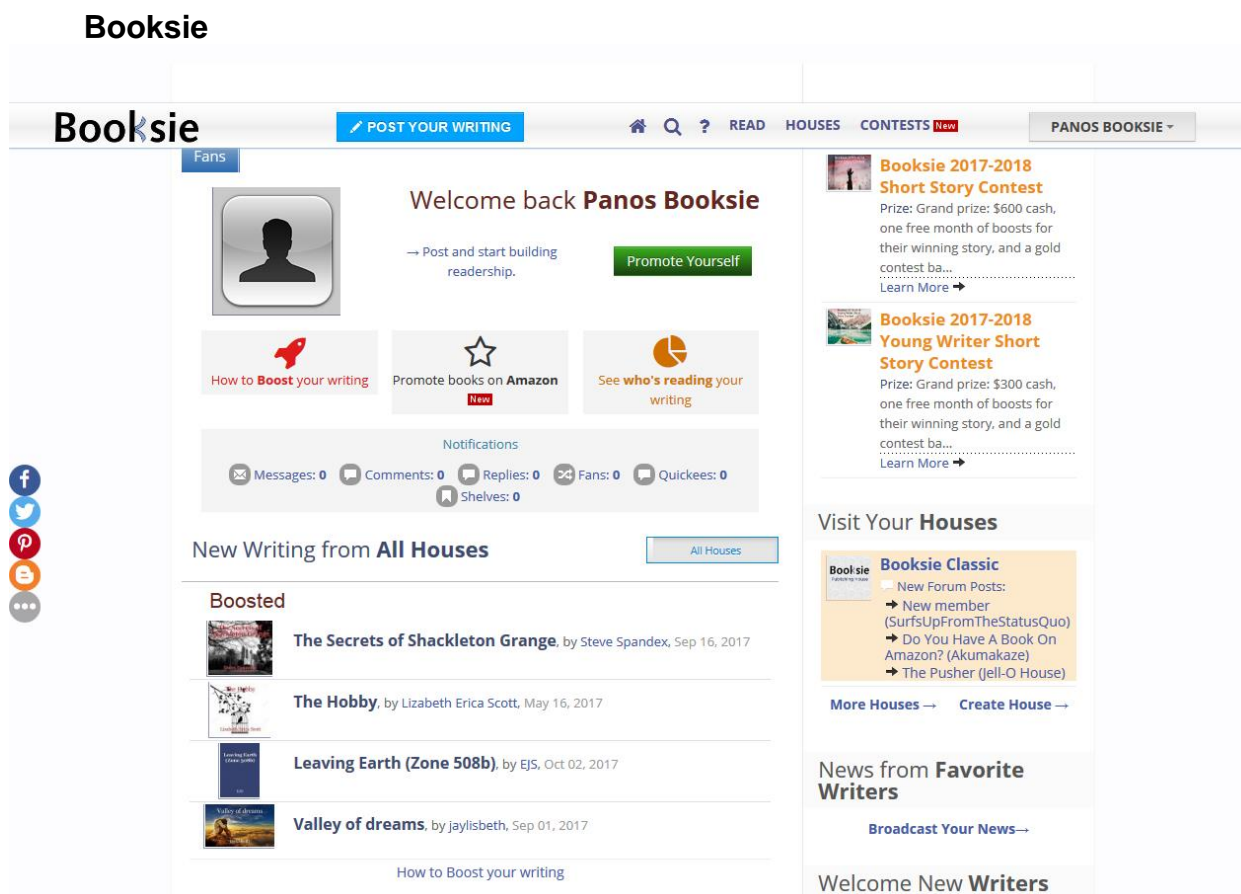 Booksie
Booksie
POST YOUR WRITING
? READ HOUSES CONTESTS New
PANOS BOOKSIE
Fans
Welcome back Panos Booksie
→ Post and start building
readership.
Promote Yourself
How to Boost your writing
Promote books on Amazon
New
See who's reading your
writing
Notifications
Messages: 0 Comments: 0 Replies: 0 Fans: 0 Quickees: 0
Shelves: 0
New Writing from All Houses
All Houses
Boosted
The Secrets of Shackleton Grange, by Steve Spandex, Sep 16, 2017
The Hobby, by Lizabeth Erica Scott, May 16, 2017
Leaving Earth
(Zone 508b)
EJS
Leaving Earth (Zone 508b), by EJS, Oct 02, 2017
Valley of dreams
Valley of dreams, by jaylisbeth, Sep 01, 2017
How to Boost your writing
Booksie 2017-2018
Short Story Contest
Prize: Grand prize: $600 cash,
one free month of boosts for
their winning story, and a gold
contest ba...
Learn More →
Booksie 2017-2018
Young Writer Short
Story Contest
Prize: Grand prize: $300 cash,
one free month of boosts for
their winning story, and a gold
contest ba...
Learn More →
Visit Your Houses
Booksie
Booksie Classic
New Forum Posts:
→ New member
(SurfsUpFromTheStatusQuo)
→ Do You Have A Book On
Amazon? (Akumakaze)
→ The Pusher (Jell-O House)
More Houses → Create House →
News from Favorite
Writers
Broadcast Your News→
Welcome New Writers